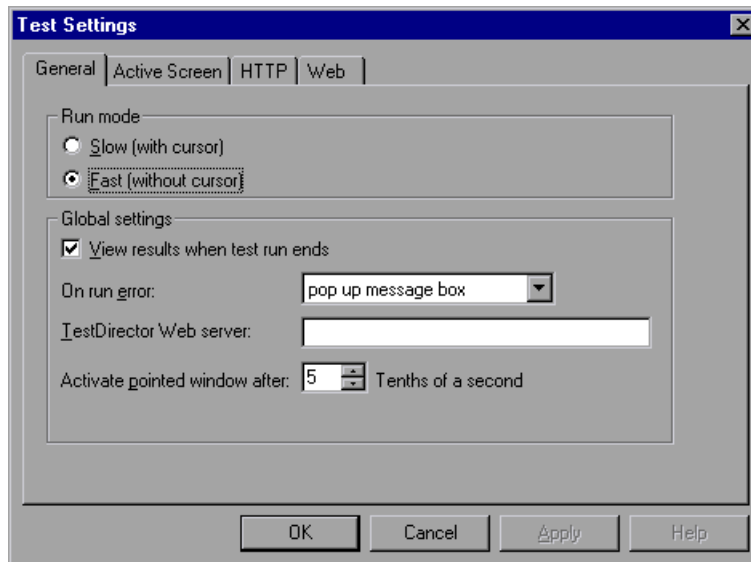 Test Settings
General Active Screen HTTP Web
Run mode
Slow (with cursor)
Fast (without cursor)
Global settings
View results when test run ends
On run error: pop up message box
TestDirector Web server:
Activate pointed window after: 5 Tenths of a second
OK Cancel Apply Help